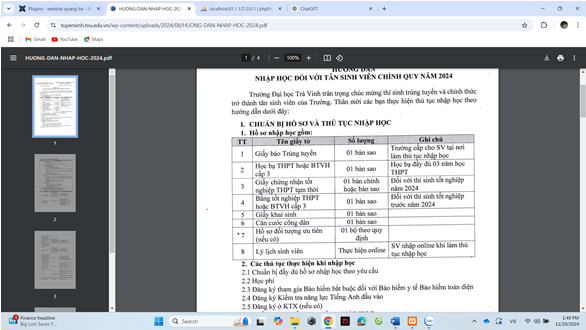 Plugins - website quang ba - A
HUONG-DAN-NHAP-HOC-2024.pdf
localhost81 / 127.0.0.1 | phpM
ChatGPT
tuyensinh.tvu.edu.vn/wp-content/uploads/2024/08/HUONG-DAN-NHAP-HOC-2024.pdf
Gmail YouTube Maps
HUONG-DAN-NHAP-HOC-2024.pdf 1 / 4 100%
HƯỚNG DẪN
NHẬP HỌC ĐỐI VỚI TÂN SINH VIÊN CHÍNH QUY NĂM 2024
Trường Đại học Trà Vinh trân trọng chúc mừng thí sinh trúng tuyển và chính thức
trở thành tân sinh viên của Trường. Thân mời các bạn thực hiện thủ tục nhập học theo
hướng dẫn dưới đây:
I. CHUẨN BỊ HỒ SƠ VÀ THỦ TỤC NHẬP HỌC
1. Hồ sơ nhập học gồm:
TT Tên giấy tờ Số lượng Ghi chú
1 Giấy báo Trúng tuyển 01 bản sao Trường cấp cho SV tại nơi
làm thủ tục nhập học
2 Học bạ THPT hoặc BTVH
cấp 3 01 bản sao Học bạ đầy đủ 03 năm học
THPT
3 Giấy chứng nhận tốt
nghiệp THPT tạm thời 01 bản chính
hoặc bản sao Đối với thí sinh tốt nghiệp
năm 2024
4 Bằng tốt nghiệp THPT
hoặc BTVH cấp 3 01 bản sao Đối với thí sinh tốt nghiệp
trước năm 2024
5 Giấy khai sinh 01 bản sao
6 Căn cước công dân 01 bản sao
7 Hồ sơ đối tượng ưu tiên
(nếu có) 01 bộ theo quy
định
8 Lý lịch sinh viên Thực hiện online SV nhập online khi làm thủ
tục nhập học
2. Các thủ tục thực hiện khi nhập học
2.1 Chuẩn bị đầy đủ hồ sơ nhập học theo yêu cầu
2.2 Học phí
2.3 Đăng ký tham gia Bảo hiểm bắt buộc đối với Bảo hiểm y tế Bảo hiểm toàn diện
2.4 Đăng ký Kiểm tra năng lực Tiếng Anh đầu vào
2.5 Đăng ký ở KTX (nếu có)
1
2
3
Finance headline
Big Lots Saves T...
Search
VIE
1:49 PM
12/29/2024